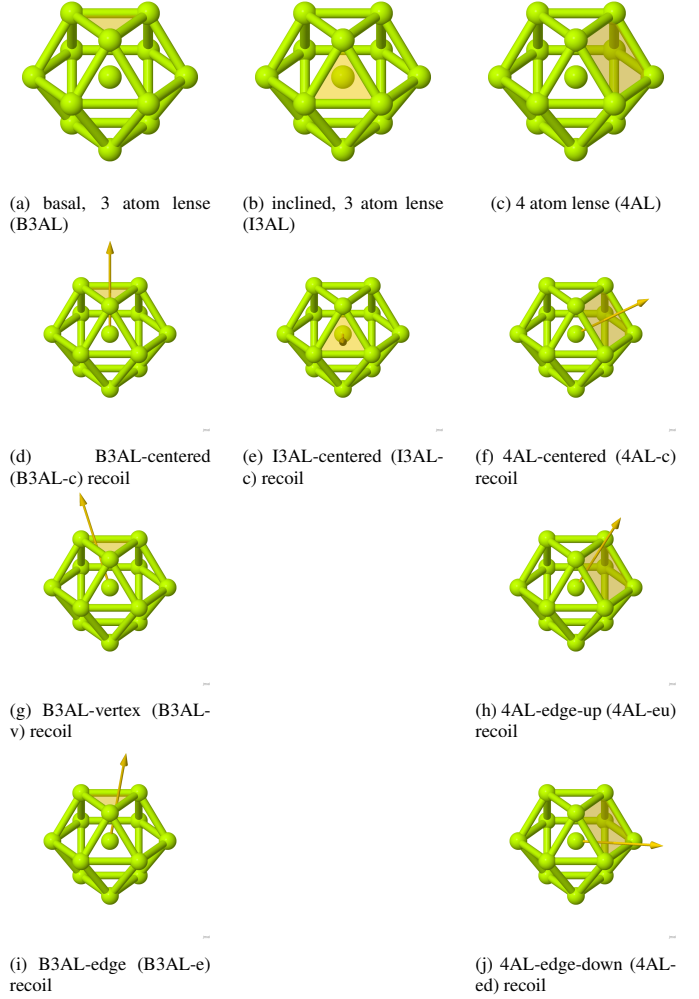 (a) basal, 3 atom lense
(B3AL)
(b) inclined, 3 atom lense
(I3AL)
(c) 4 atom lense (4AL)
(d) B3AL-centered
(B3AL-c) recoil
(e) I3AL-centered (I3AL-
c) recoil
(f) 4AL-centered (4AL-c)
recoil
(g) B3AL-vertex (B3AL-
v) recoil
(h) 4AL-edge-up (4AL-eu)
recoil
(i) B3AL-edge (B3AL-e)
recoil
(j) 4AL-edge-down (4AL-
ed) recoil